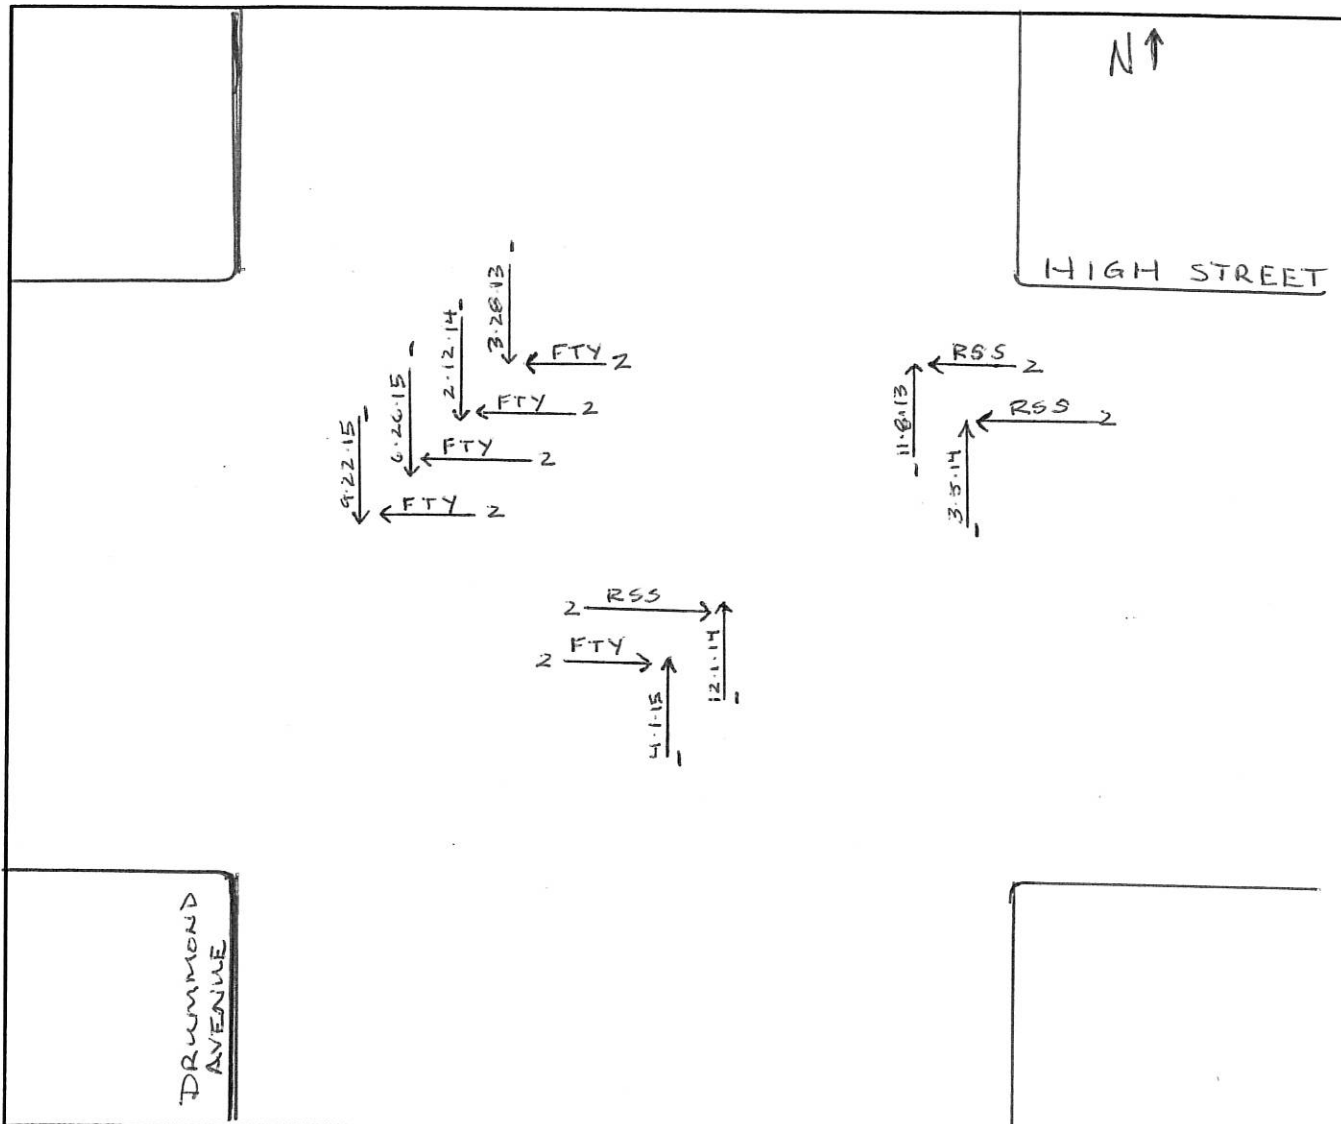 N
HIGH STREET
3.28.13
FTY 2
2.12.14
FTY 2
6.26.15
FTY 2
9.22.15
FTY 2
RSS 2
11.8.13
RSS 2
3.5.14
2 RSS
12.1.14
1
2 FTY
4.1.15
1
DRUMMOND
AVENUE